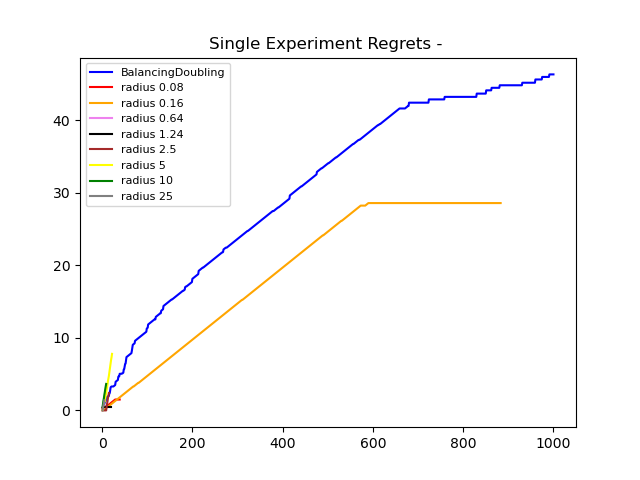 Single Experiment Regrets -
BalancingDoubling
radius 0.08
radius 0.16
radius 0.64
radius 1.24
radius 2.5
radius 5
radius 10
radius 25
40
30
20
10
0
0 200 400 600 800 1000